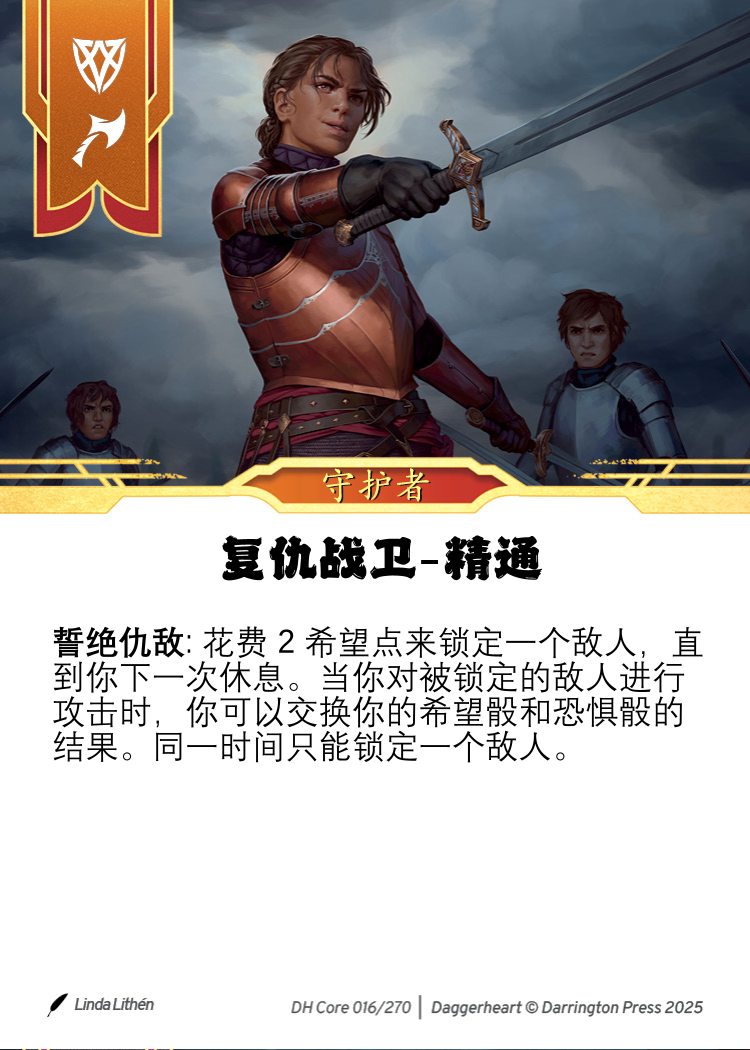 守护者
复仇战卫-精通
誓绝仇敌: 花费 2 希望点来锁定一个敌人，直
到你下一次休息。当你对被锁定的敌人进行
攻击时，你可以交换你的希望骰和恐惧骰的
结果。同一时间只能锁定一个敌人。
Linda Lithén
DH Core 016/270 | Daggerheart © Darrington Press 2025